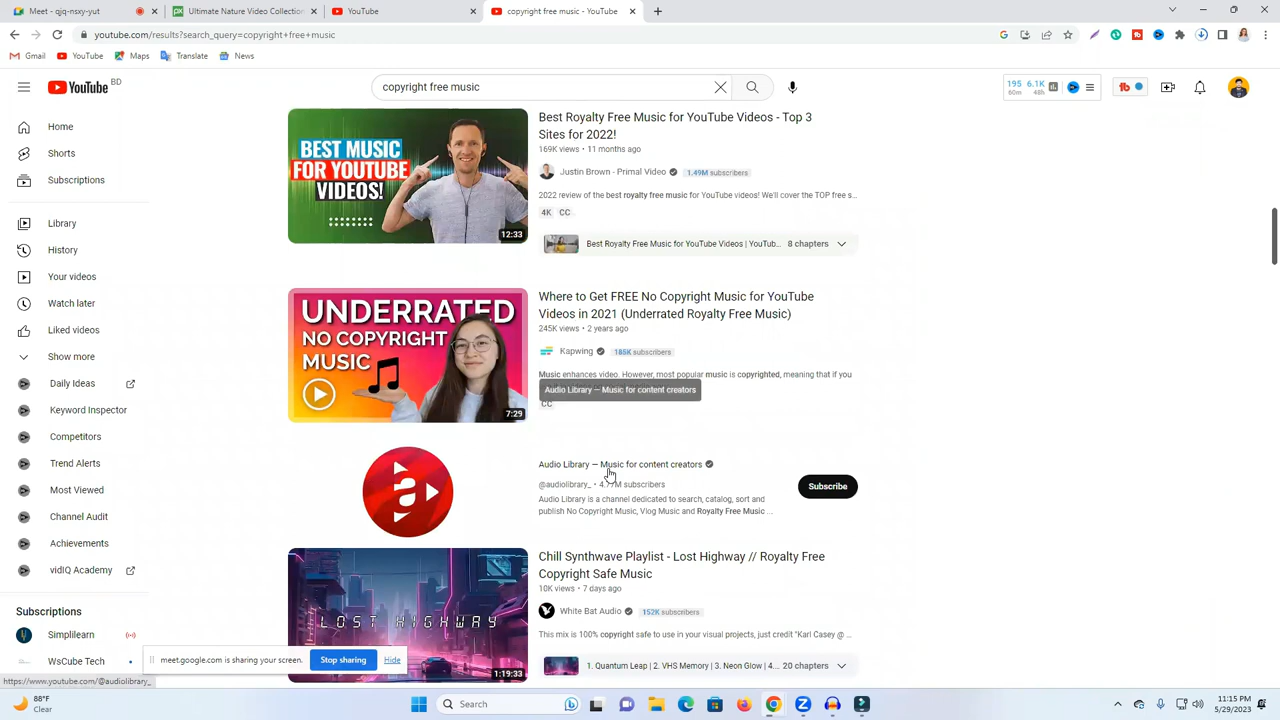 Meet - qjq-nxsy-yut
Ultimate Nature Video Collection
YouTube
copyright free music - YouTube
youtube.com/results?search_query=copyright+free+music
Gmail
YouTube
Maps
Translate
News
YouTube BD
copyright free music
195 6.1K
60m 48h
Home
Shorts
Subscriptions
Library
History
Your videos
Watch later
Liked videos
Show more
Daily Ideas
Keyword Inspector
Competitors
Trend Alerts
Most Viewed
Channel Audit
Achievements
vidIQ Academy
Subscriptions
Simplilearn
WsCube Tech
BEST MUSIC
FOR YOUTUBE
VIDEOS!
12:33
Best Royalty Free Music for YouTube Videos - Top 3
Sites for 2022!
169K views • 11 months ago
Justin Brown - Primal Video
1.49M subscribers
2022 review of the best royalty free music for YouTube videos! We'll cover the TOP free s...
4K CC
Best Royalty Free Music for YouTube Videos | YouTub... 8 chapters
UNDERRATED
NO COPYRIGHT
MUSIC
7:29
Where to Get FREE No Copyright Music for YouTube
Videos in 2021 (Underrated Royalty Free Music)
245K views • 2 years ago
Kapwing
185K subscribers
Music enhances video. However, most popular music is copyrighted, meaning that if you
Audio Library — Music for content creators
CC
a
Audio Library — Music for content creators
@audiolibrary_ • subscribers
Audio Library is a channel dedicated to search, catalog, sort and
publish No Copyright Music, Vlog Music and Royalty Free Music ...
Subscribe
LOST HIGHWAY
1:19:33
Chill Synthwave Playlist - Lost Highway // Royalty Free
Copyright Safe Music
10K views • 7 days ago
White Bat Audio
152K subscribers
This mix is 100% copyright safe to use in your visual projects, just credit "Karl Casey @ ...
1. Quantum Leap | 2. VHS Memory | 3. Neon Glow | 4... 20 chapters
meet.google.com is sharing your screen.
Stop sharing
Hide
https://www.youtube.com/@audiolibrary_
88°F
Clear
Search
11:15 PM
5/29/2023